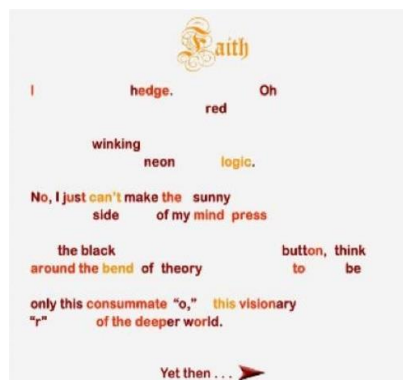 Faith
I hedge. Oh
red
winking
neon logic.
No, I just can't make the sunny
side of my mind press
the black button, think
around the bend of theory to be
only this consummate “o,” this visionary
“r” of the deeper world.
Yet then . . .